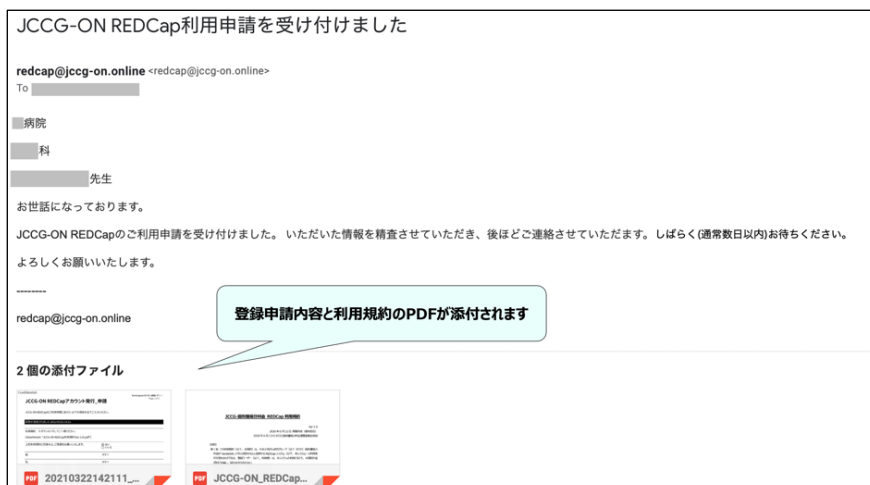 JCCG-ON REDCap利用申請を受け付けました
redcap@jccg-on.online <redcap@jccg-on.online>
To
病院
科
先生
お世話になっております。
JCCG-ON REDCapのご利用申請を受け付けました。 いただいた情報を精査させていただき、後ほどご連絡させていただます。しばらく(通常数日以内)お待ちください。
よろしくお願いいたします。
--------
redcap@jccg-on.online
登録申請内容と利用規約のPDFが添付されます
2 個の添付ファイル
Confidential
JCCG-ON REDCapアカウント発行_申請
PDF 20210322142111_...
PDF JCCG-ON_REDCap...